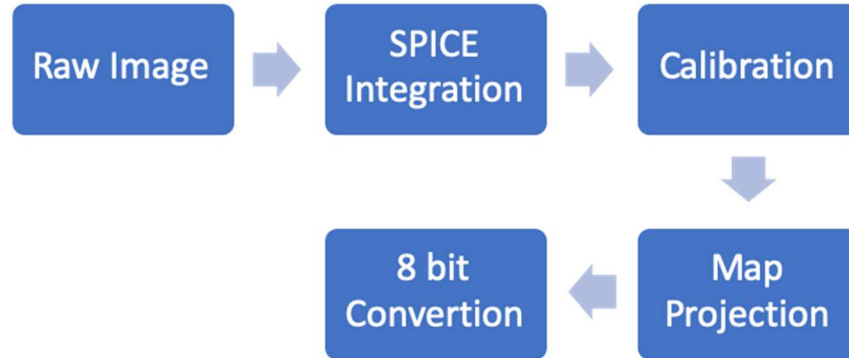 Raw Image
SPICE
Integration
Calibration
Map
Projection
8 bit
Convertion